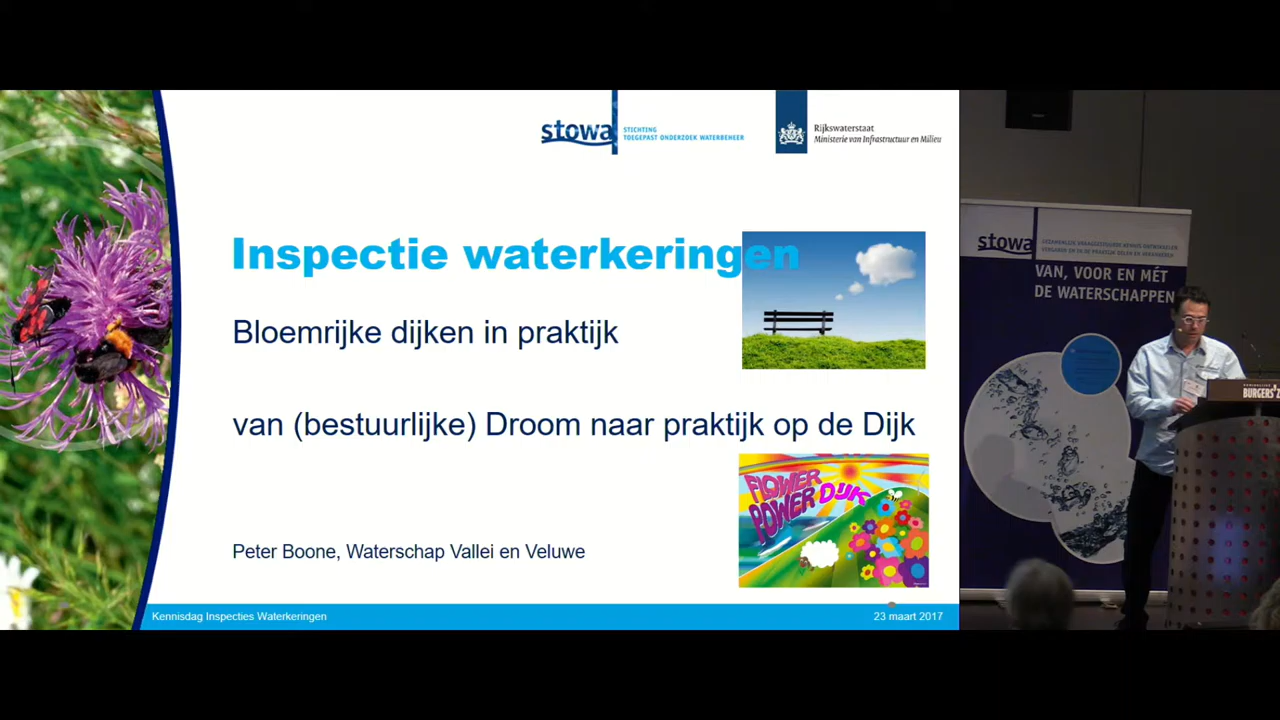 stowa
STICHTING
TOEGEPAST ONDERZOEK WATERBEHEER
Rijkswaterstaat
Ministerie van Infrastructuur en Milieu
Inspectie waterkeringen
Bloemrijke dijken in praktijk
van (bestuurlijke) Droom naar praktijk op de Dijk
FLOWER
POWER DIJK
Peter Boone, Waterschap Vallei en Veluwe
Kennisdag Inspecties Waterkeringen
23 maart 2017
stowa
VAN, VOOR EN MÉT
DE WATERSCHAPPEN
BURGERS'Z